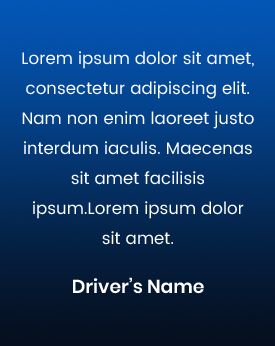 Lorem ipsum dolor sit amet,
consectetur adipiscing elit.
Nam non enim laoreet justo
interdum iaculis. Maecenas
sit amet facilisis
ipsum.Lorem ipsum dolor
sit amet.
Driver’s Name